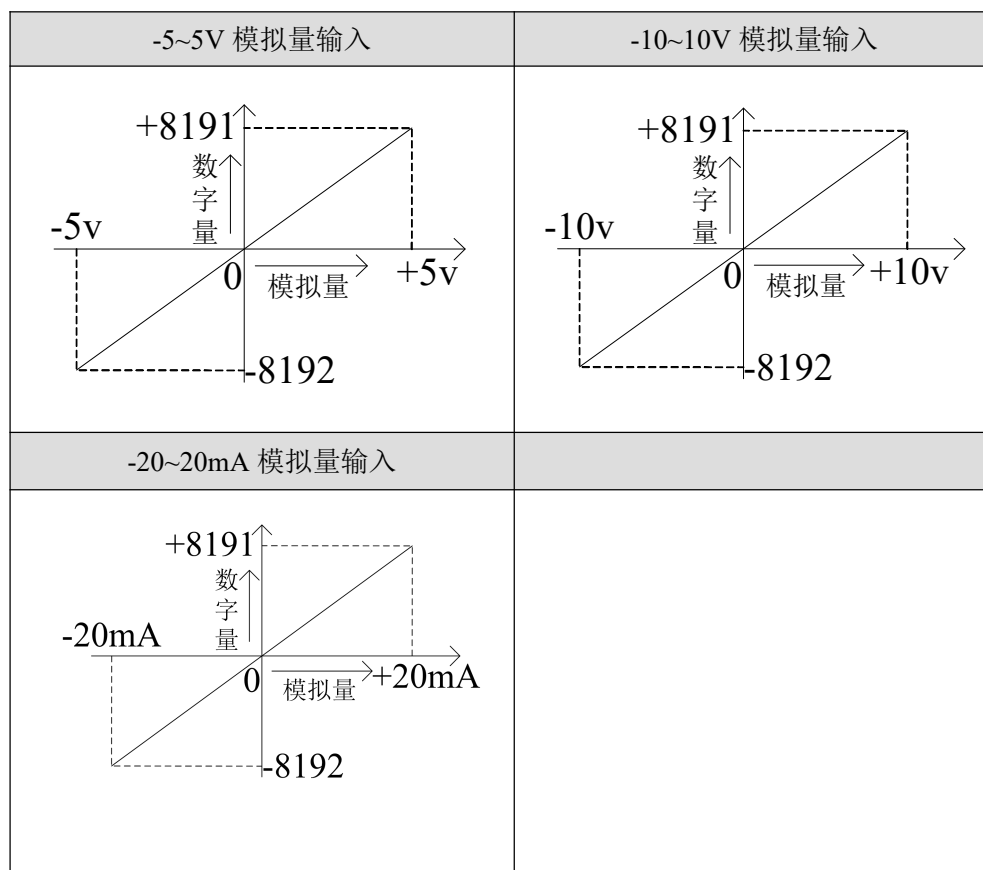 -5~5V 模拟量输入
-10~10V 模拟量输入
+8191
数字量
-5v
0
模拟量
+5v
-8192
+8191
数字量
-10v
0
模拟量
+10v
-8192
-20~20mA 模拟量输入
+8191
数字量
-20mA
0
模拟量
+20mA
-8192